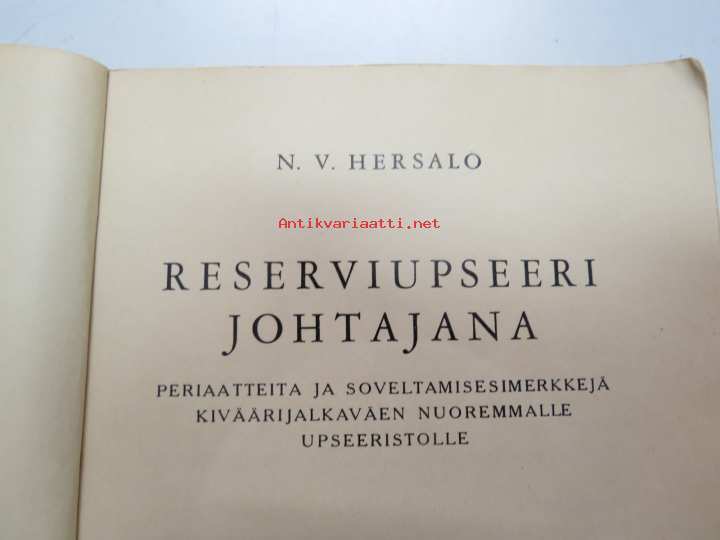 N. V. HERSALO
Antikvariaatti.net
RESERVIUPSEERI
JOHTAJANA
PERIAATTEITA JA SOVELTAMISESIMERKKEJÄ
KIVÄÄRIJALKAVÄEN NUOREMMALLE
UPSEERISTOLLE